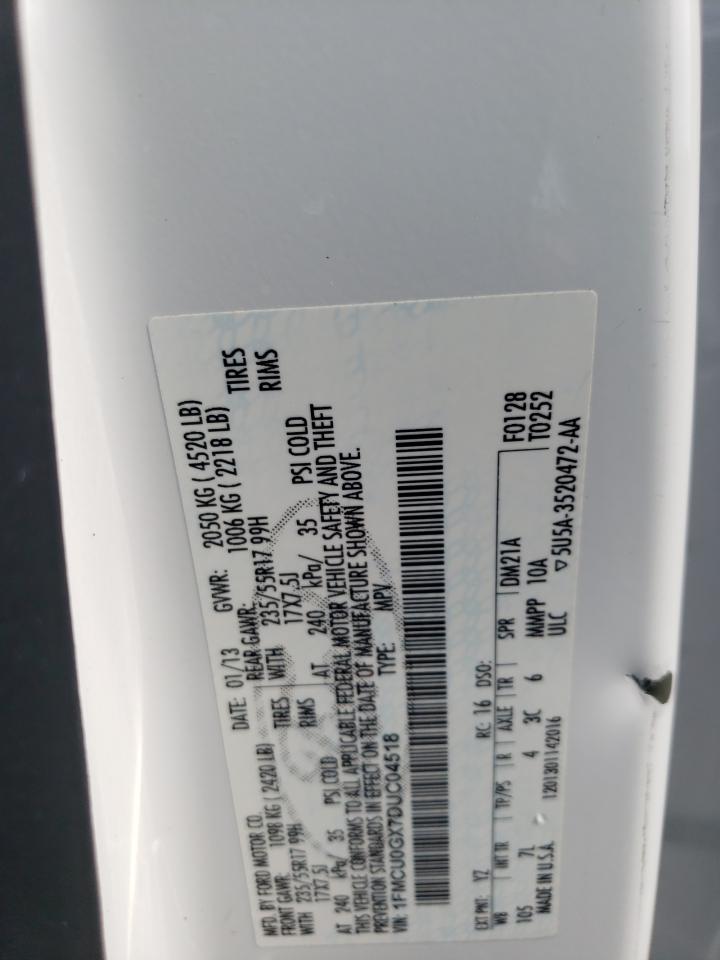 MFD. BY FORD MOTOR CO.
DATE: 01/13 GVWR: 2050 KG ( 4520 LB)
FRONT GAWR: 1098 KG ( 2420 LB) REAR GAWR: 1006 KG ( 2218 LB)
WITH 235/55R17 99H TIRES WITH 235/55R17 99H TIRES
17X7.5J RIMS 17X7.5J RIMS
AT 240 kPa/ 35 PSI COLD AT 240 kPa/ 35 PSI COLD
THIS VEHICLE CONFORMS TO ALL APPLICABLE FEDERAL MOTOR VEHICLE SAFETY AND THEFT
PREVENTION STANDARDS IN EFFECT ON THE DATE OF MANUFACTURE SHOWN ABOVE.
VIN: 1FMCU0GX7DUC04518 TYPE: MPV
EXT PNT: YZ RC: 16 DSO: F0128
WB INT TR TP/PS R AXLE TR SPR DM21A T0252
105 7L 4 3C 6 MMPP 10A
MADE IN U.S.A. 1201301142016 ULC ▽5U5A-3520472-AA